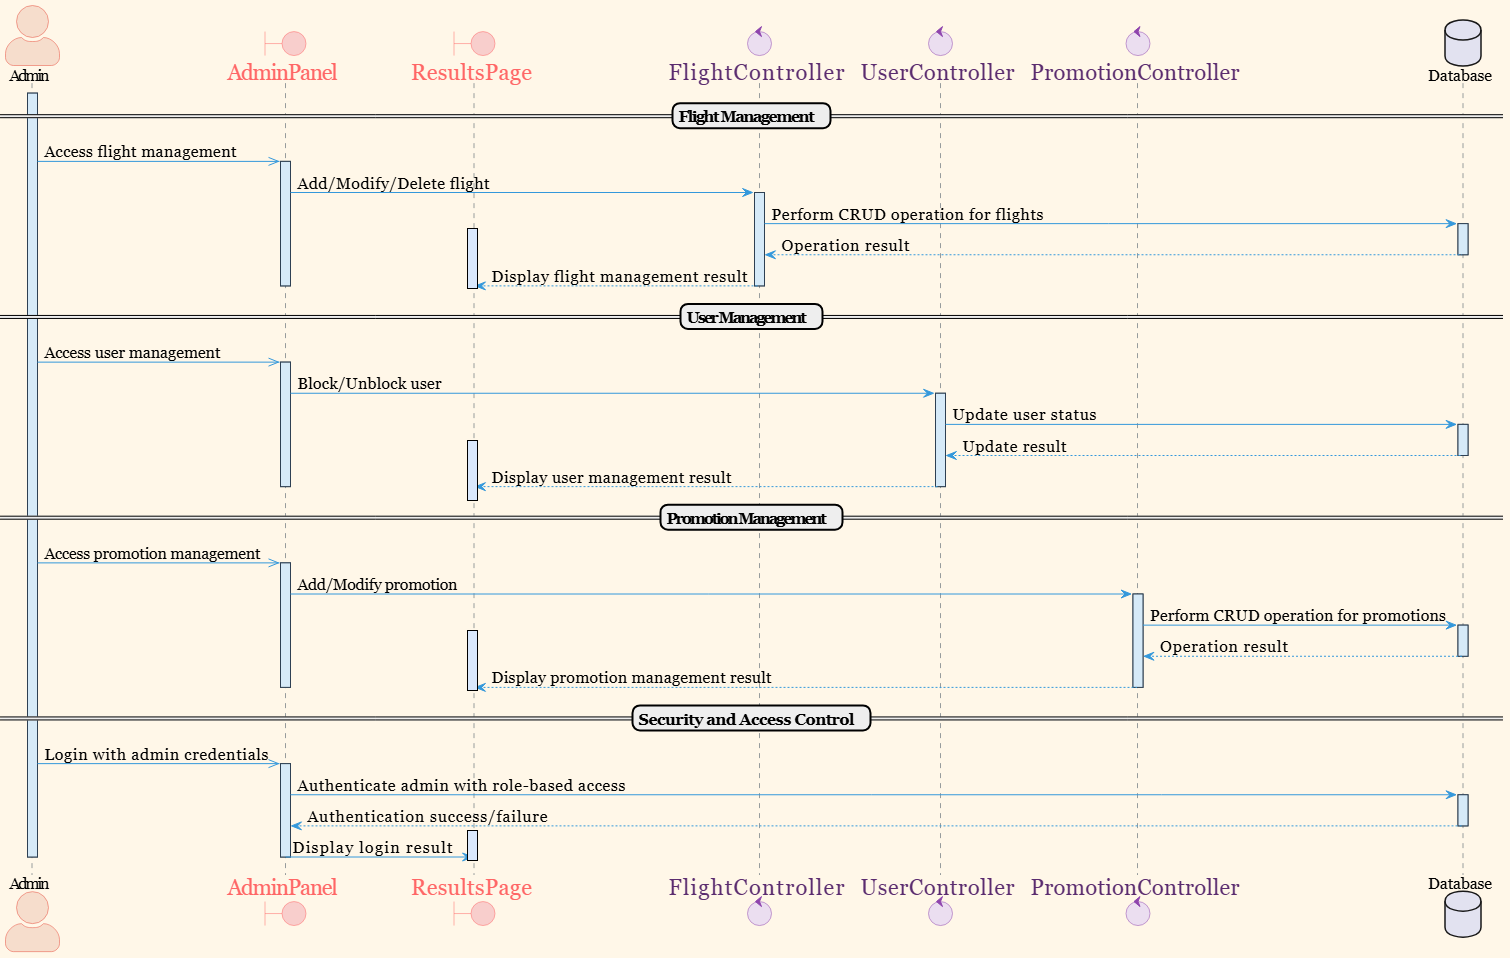 Admin
AdminPanel
ResultsPage
FlightController
UserController
PromotionController
Database
Flight Management
Access flight management
Add/Modify/Delete flight
Perform CRUD operation for flights
Operation result
Display flight management result
User Management
Access user management
Block/Unblock user
Update user status
Update result
Display user management result
Promotion Management
Access promotion management
Add/Modify promotion
Perform CRUD operation for promotions
Operation result
Display promotion management result
Security and Access Control
Login with admin credentials
Authenticate admin with role-based access
Authentication success/failure
Display login result
Admin
AdminPanel
ResultsPage
FlightController
UserController
PromotionController
Database